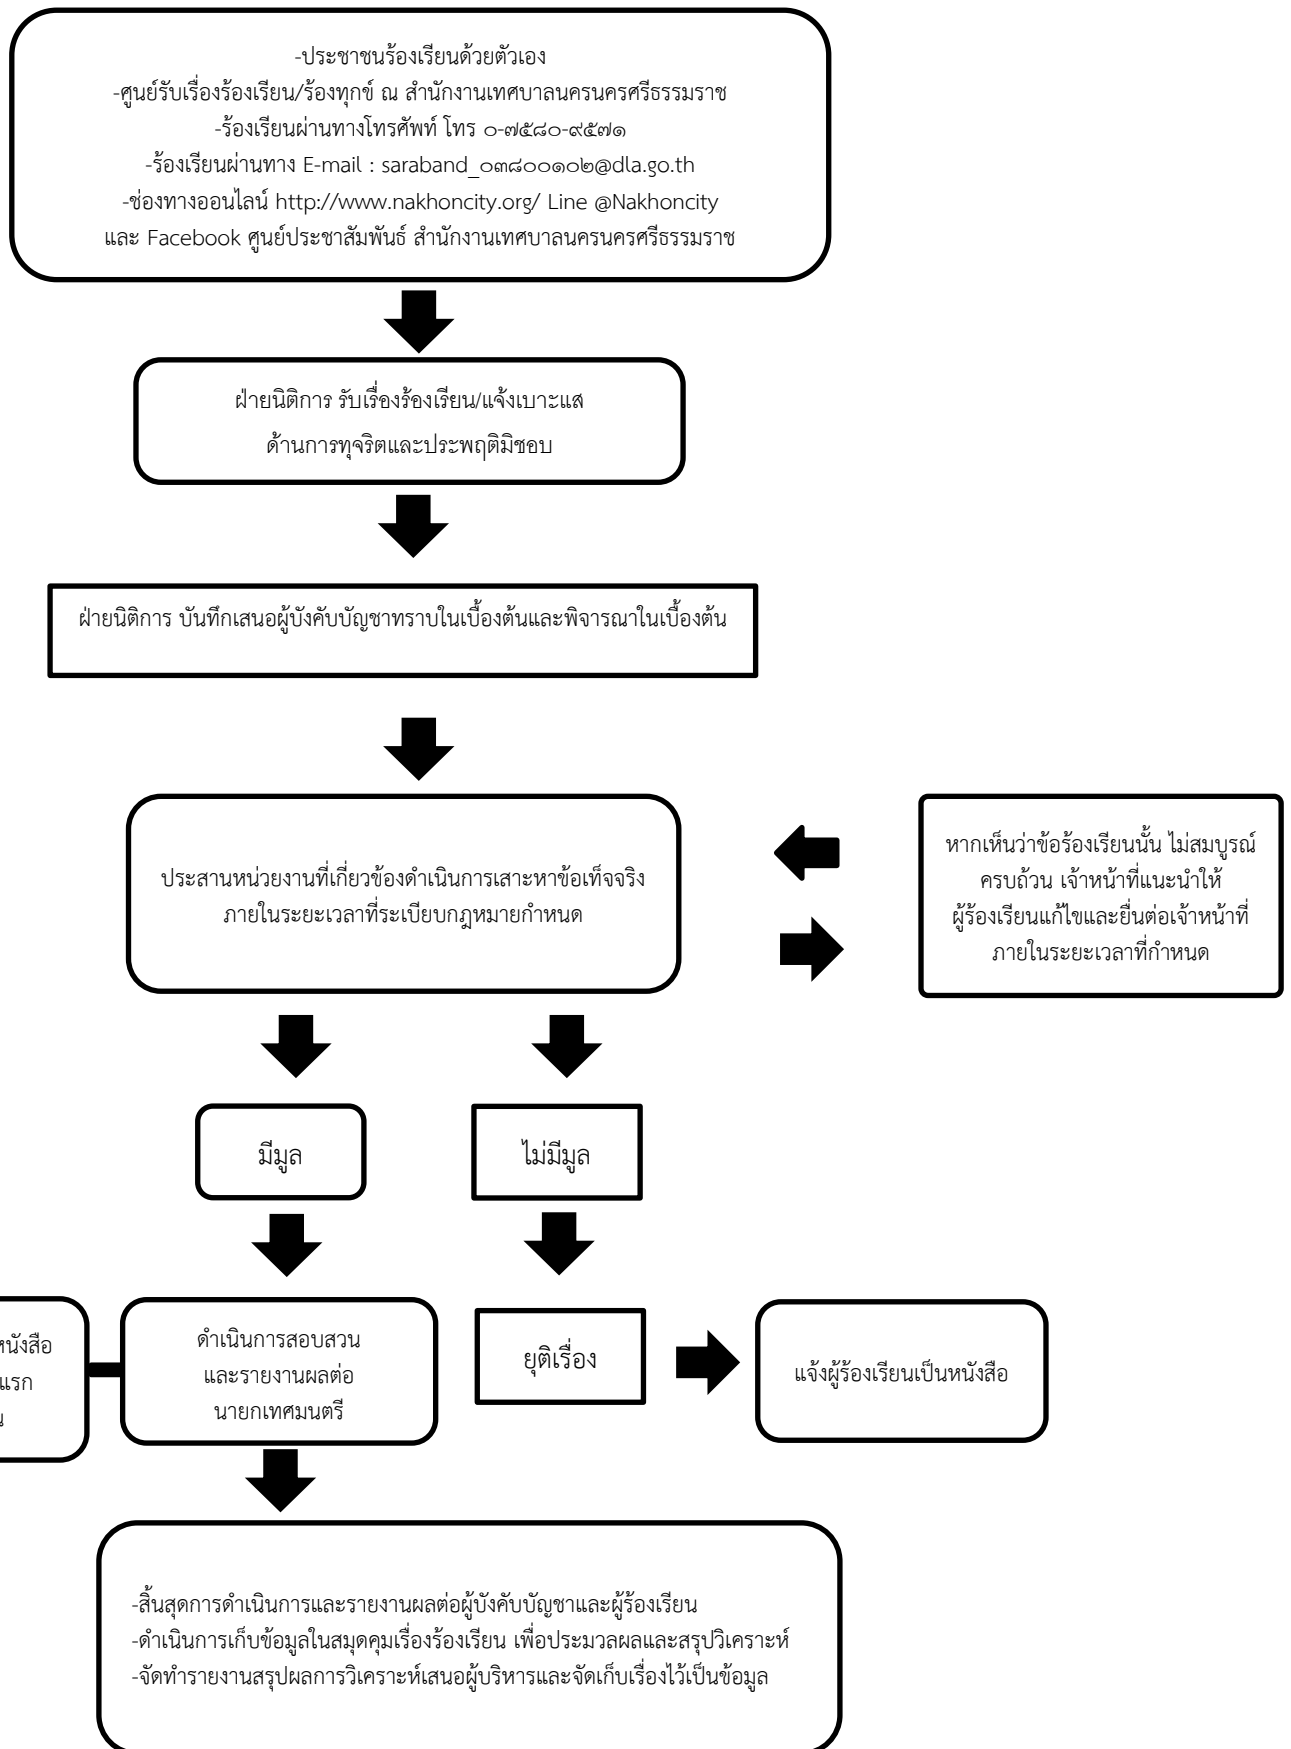 -ประชาชนร้องเรียนด้วยตัวเอง
-ศูนย์รับเรื่องร้องเรียน/ร้องทุกข์ ณ สำนักงานเทศบาลนครนครศรีธรรมราช
-ร้องเรียนผ่านทางโทรศัพท์ โทร ๐-๗๕๘๐-๙๕๗๑
-ร้องเรียนผ่านทาง E-mail : saraband_๐๓๘๐๐๑๐๒@dla.go.th
-ช่องทางออนไลน์ http://www.nakhoncity.org/ Line @Nakhoncity
และ Facebook ศูนย์ประชาสัมพันธ์ สำนักงานเทศบาลนครนครศรีธรรมราช
ฝ่ายนิติการ รับเรื่องร้องเรียน/แจ้งเบาะแส
ด้านการทุจริตและประพฤติมิชอบ
ฝ่ายนิติการ บันทึกเสนอผู้บังคับบัญชาทราบในเบื้องต้นและพิจารณาในเบื้องต้น
ประสานหน่วยงานที่เกี่ยวข้องดำเนินการเสาะหาข้อเท็จจริง
ภายในระยะเวลาที่ระเบียบกฎหมายกำหนด
หากเห็นว่าข้อร้องเรียนนั้น ไม่สมบูรณ์
ครบถ้วน เจ้าหน้าที่แนะนำให้
ผู้ร้องเรียนแก้ไขและยื่นต่อเจ้าหน้าที่
ภายในระยะเวลาที่กำหนด
มีมูล
ไม่มีมูล
หนังสือ
แรก
ดำเนินการสอบสวน
และรายงานผลต่อ
นายกเทศมนตรี
ยุติเรื่อง
แจ้งผู้ร้องเรียนเป็นหนังสือ
-สิ้นสุดการดำเนินการและรายงานผลต่อผู้บังคับบัญชาและผู้ร้องเรียน
-ดำเนินการเก็บข้อมูลในสมุดคุมเรื่องร้องเรียน เพื่อประมวลผลและสรุปวิเคราะห์
-จัดทำรายงานสรุปผลการวิเคราะห์เสนอผู้บริหารและจัดเก็บเรื่องไว้เป็นข้อมูล